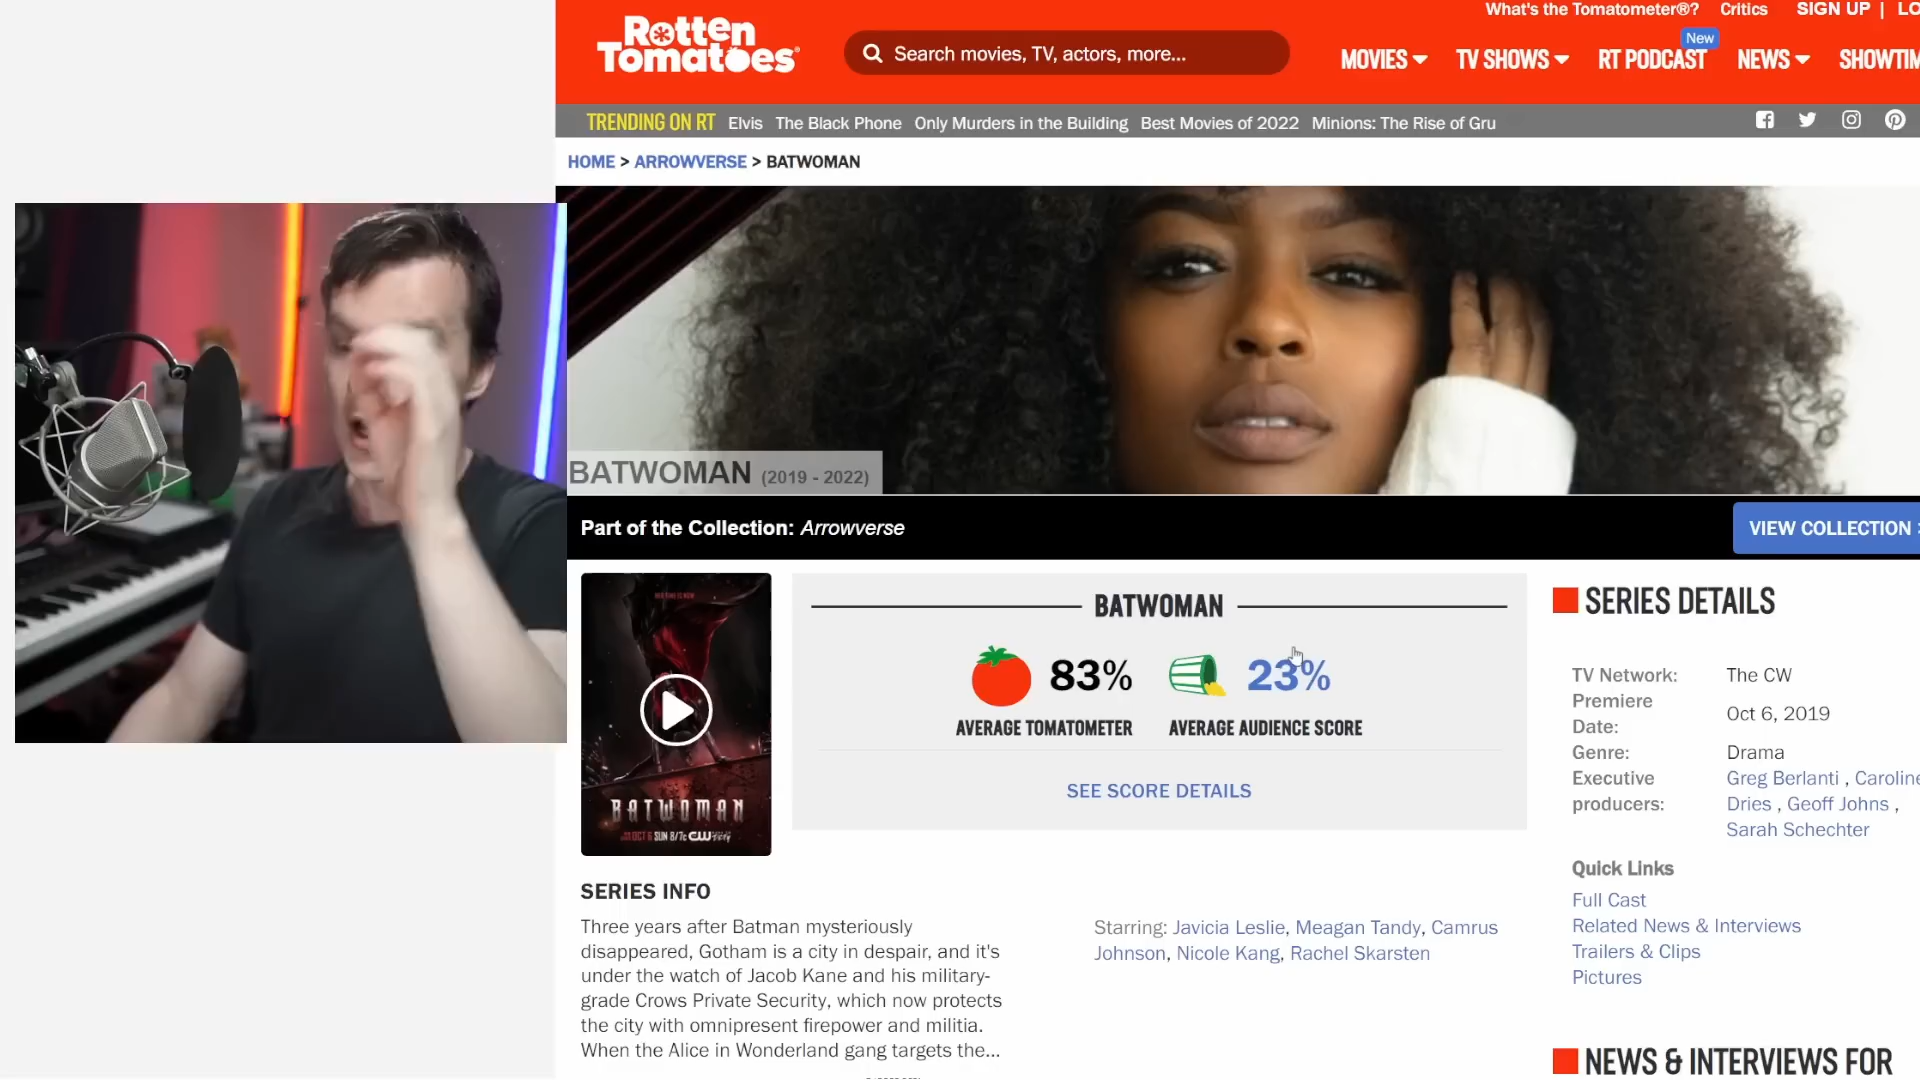 What's the Tomatometer®?
Critics
SIGN UP | LO
Rotten
Tomatoes
Search movies, TV, actors, more...
MOVIES
TV SHOWS
New
RT PODCAST
NEWS
SHOWTIM
TRENDING ON RT
Elvis
The Black Phone
Only Murders in the Building
Best Movies of 2022
Minions: The Rise of Gru
HOME > ARROWVERSE > BATWOMAN
BATWOMAN (2019 - 2022)
Part of the Collection: Arrowverse
VIEW COLLECTION
BATWOMAN
OCT 6 SUN 8/7c CW
BATWOMAN
83%
23%
AVERAGE TOMATOMETER
AVERAGE AUDIENCE SCORE
SEE SCORE DETAILS
SERIES DETAILS
TV Network: The CW
Premiere Date: Oct 6, 2019
Genre: Drama
Executive producers: Greg Berlanti , Caroline
Dries , Geoff Johns ,
Sarah Schechter
Quick Links
Full Cast
Related News & Interviews
Trailers & Clips
Pictures
SERIES INFO
Three years after Batman mysteriously
disappeared, Gotham is a city in despair, and it's
under the watch of Jacob Kane and his military-
grade Crows Private Security, which now protects
the city with omnipresent firepower and militia.
When the Alice in Wonderland gang targets the...
Starring: Javicia Leslie, Meagan Tandy, Camrus
Johnson, Nicole Kang, Rachel Skarsten
NEWS & INTERVIEWS FOR